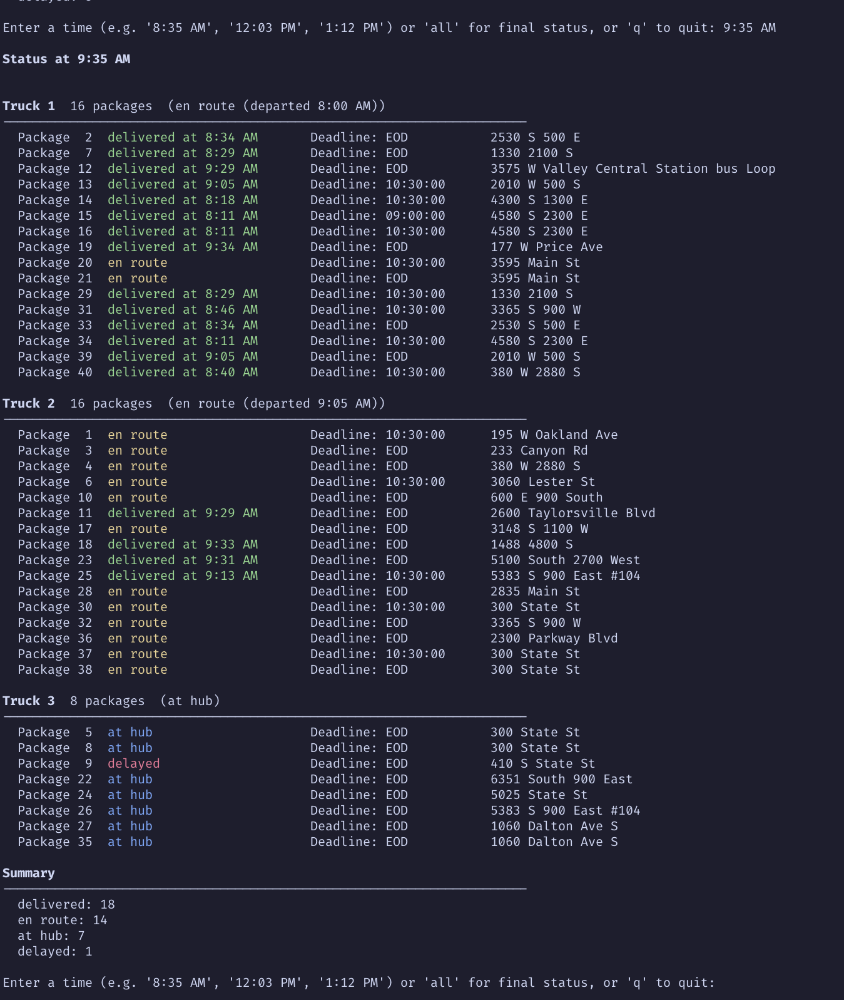 delayed:
Enter a time (e.g. '8:35 AM', '12:03 PM', '1:12 PM') or 'all' for final status, or 'q' to quit: 9:35 AM
Status at 9:35 AM
Truck 1  16 packages  (en route (departed 8:00 AM))
Package  2  delivered at 8:34 AM       Deadline: EOD           2530 S 500 E
Package  7  delivered at 8:29 AM       Deadline: EOD           1330 2100 S
Package 12  delivered at 9:29 AM       Deadline: EOD           3575 W Valley Central Station bus Loop
Package 13  delivered at 9:05 AM       Deadline: 10:30:00      2010 W 500 S
Package 14  delivered at 8:18 AM       Deadline: 10:30:00      4300 S 1300 E
Package 15  delivered at 8:11 AM       Deadline: 09:00:00      4580 S 2300 E
Package 16  delivered at 8:11 AM       Deadline: 10:30:00      4580 S 2300 E
Package 19  delivered at 9:34 AM       Deadline: EOD           177 W Price Ave
Package 20  en route                   Deadline: 10:30:00      3595 Main St
Package 21  en route                   Deadline: EOD           3595 Main St
Package 29  delivered at 8:29 AM       Deadline: 10:30:00      1330 2100 S
Package 31  delivered at 8:46 AM       Deadline: 10:30:00      3365 S 900 W
Package 33  delivered at 8:34 AM       Deadline: EOD           2530 S 500 E
Package 34  delivered at 8:11 AM       Deadline: 10:30:00      4580 S 2300 E
Package 39  delivered at 9:05 AM       Deadline: EOD           2010 W 500 S
Package 40  delivered at 8:40 AM       Deadline: 10:30:00      380 W 2880 S
Truck 2  16 packages  (en route (departed 9:05 AM))
Package  1  en route                   Deadline: 10:30:00      195 W Oakland Ave
Package  3  en route                   Deadline: EOD           233 Canyon Rd
Package  4  en route                   Deadline: EOD           380 W 2880 S
Package  6  en route                   Deadline: 10:30:00      3060 Lester St
Package 10  en route                   Deadline: EOD           600 E 900 South
Package 11  delivered at 9:29 AM       Deadline: EOD           2600 Taylorsville Blvd
Package 17  en route                   Deadline: EOD           3148 S 1100 W
Package 18  delivered at 9:33 AM       Deadline: EOD           1488 4800 S
Package 23  delivered at 9:31 AM       Deadline: EOD           5100 South 2700 West
Package 25  delivered at 9:13 AM       Deadline: 10:30:00      5383 S 900 East #104
Package 28  en route                   Deadline: EOD           2835 Main St
Package 30  en route                   Deadline: 10:30:00      300 State St
Package 32  en route                   Deadline: EOD           3365 S 900 W
Package 36  en route                   Deadline: EOD           2300 Parkway Blvd
Package 37  en route                   Deadline: 10:30:00      300 State St
Package 38  en route                   Deadline: EOD           300 State St
Truck 3  8 packages  (at hub)
Package  5  at hub                     Deadline: EOD           300 State St
Package  8  at hub                     Deadline: EOD           300 State St
Package  9  delayed                    Deadline: EOD           410 S State St
Package 22  at hub                     Deadline: EOD           6351 South 900 East
Package 24  at hub                     Deadline: EOD           5025 State St
Package 26  at hub                     Deadline: EOD           5383 S 900 East #104
Package 27  at hub                     Deadline: EOD           1060 Dalton Ave S
Package 35  at hub                     Deadline: EOD           1060 Dalton Ave S
Summary
delivered: 18
en route: 14
at hub: 7
delayed: 1
Enter a time (e.g. '8:35 AM', '12:03 PM', '1:12 PM') or 'all' for final status, or 'q' to quit: